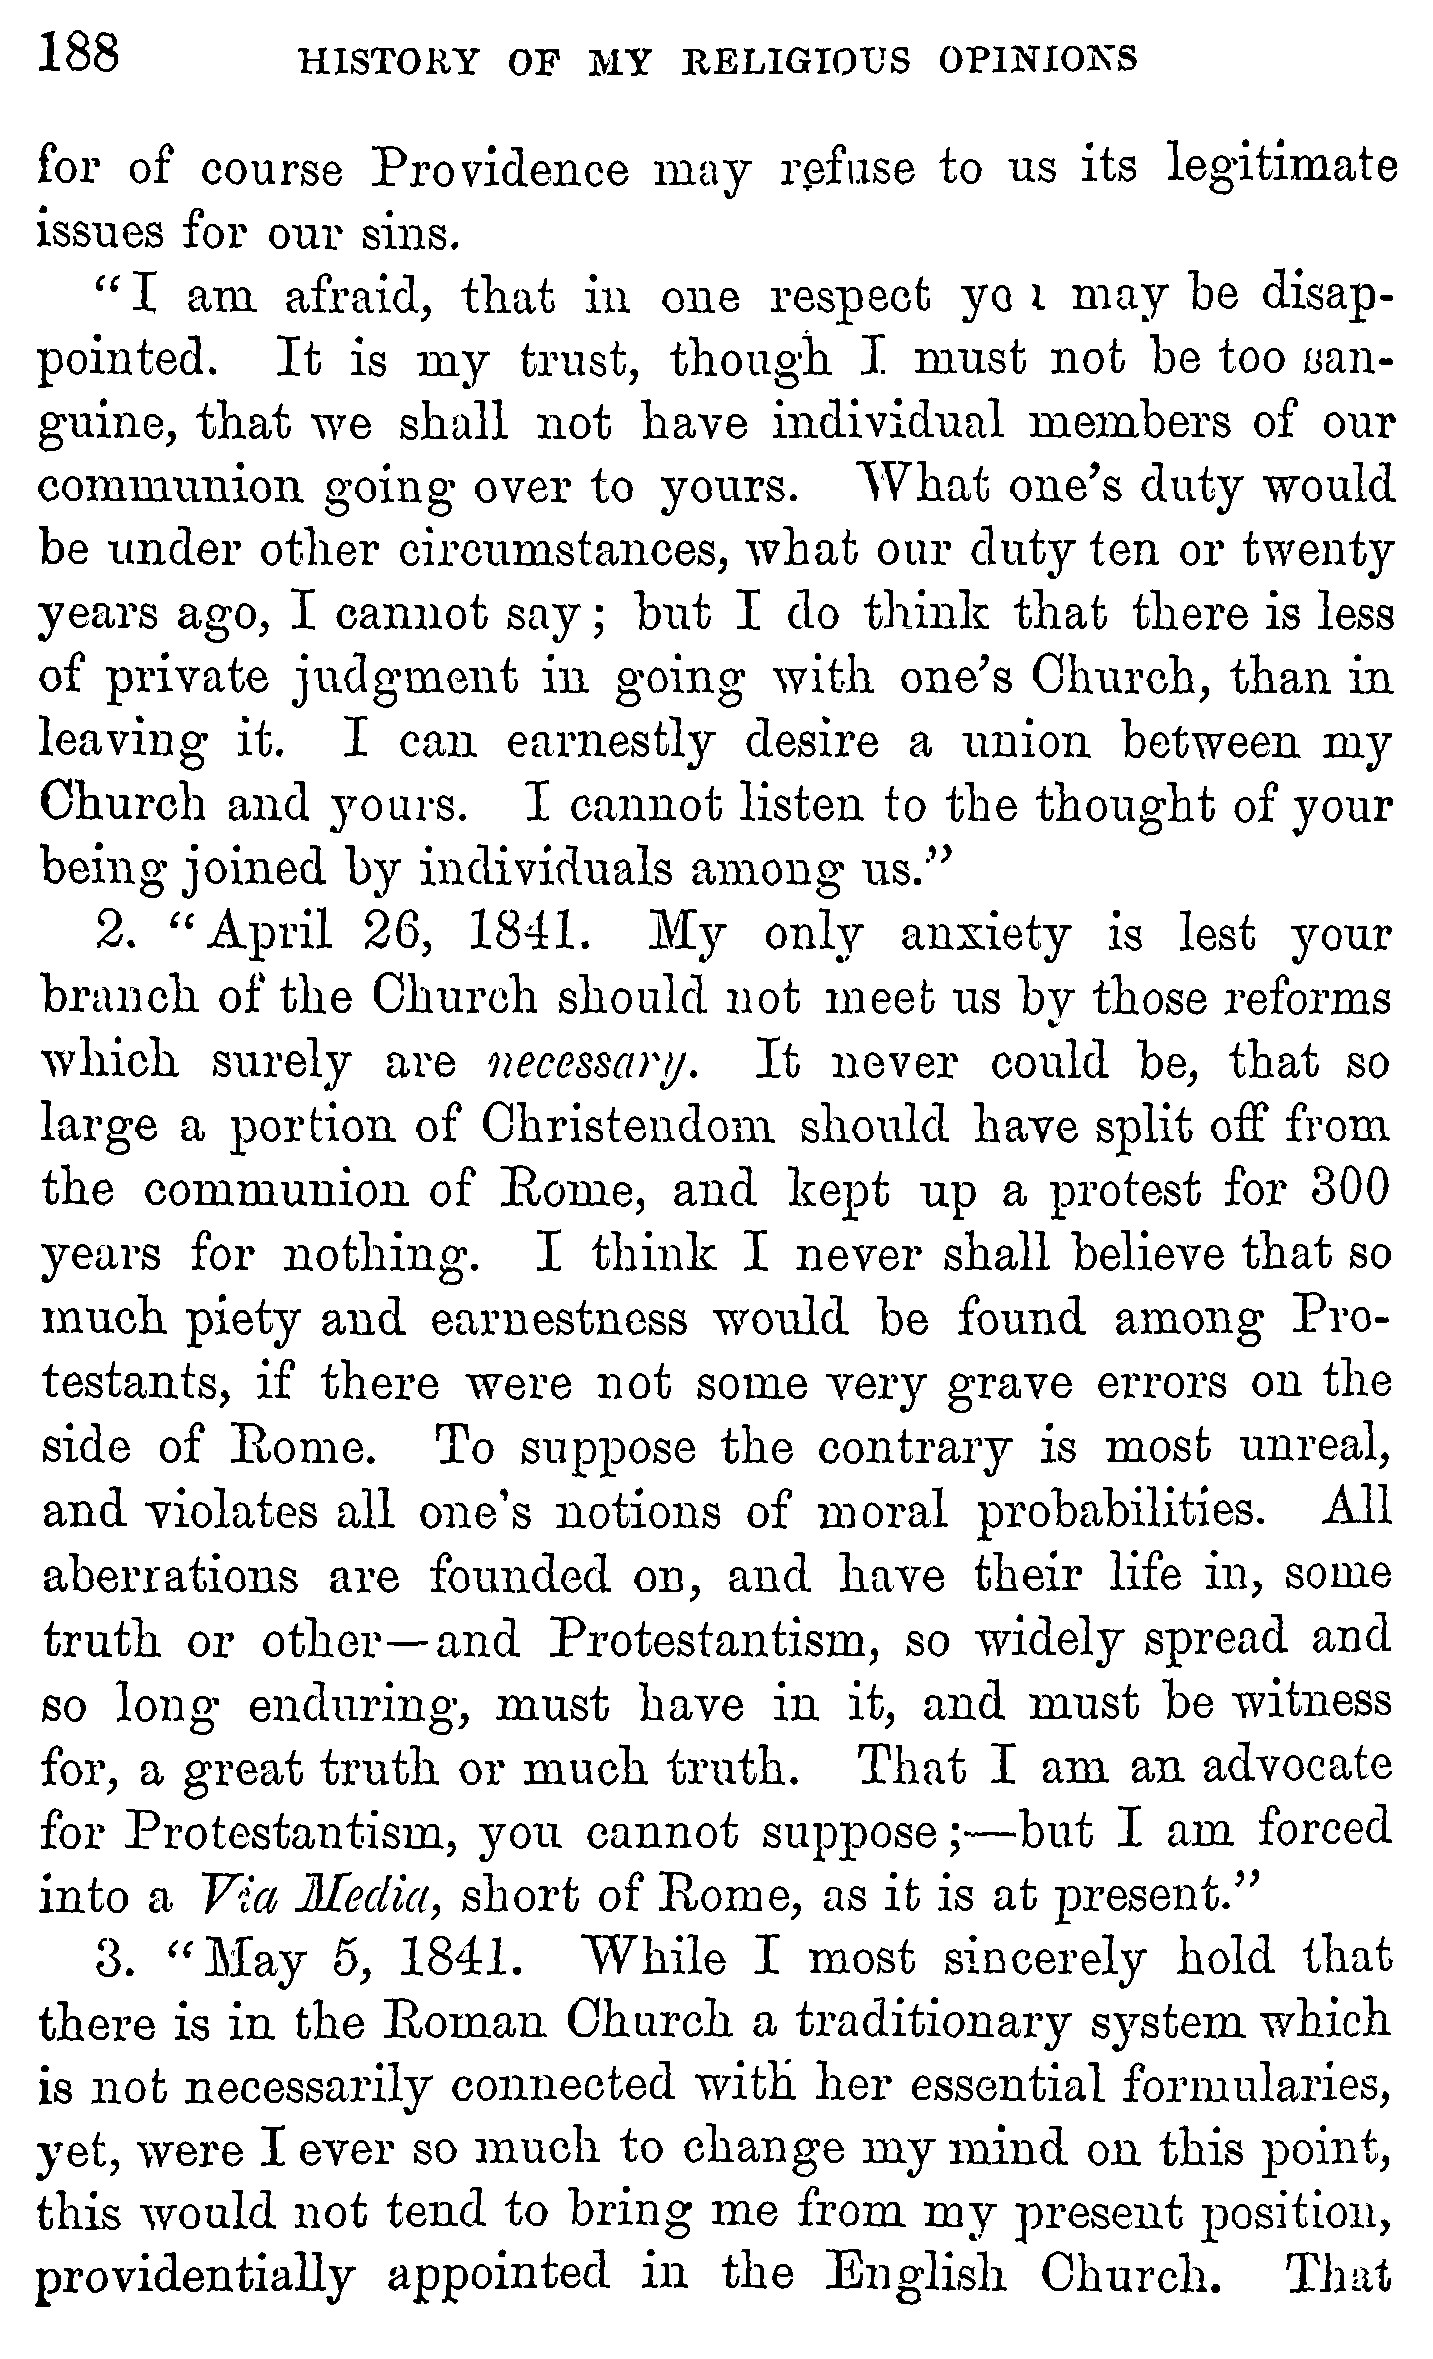 188 HISTORY OF MY RELIGIOUS OPINIONS
for of course Providence may refuse to us its legitimate
issues for our sins.
“I am afraid, that in one respect you may be disap-
pointed. It is my trust, though I must not be too san-
guine, that we shall not have individual members of our
communion going over to yours. What one’s duty would
be under other circumstances, what our duty ten or twenty
years ago, I cannot say; but I do think that there is less
of private judgment in going with one’s Church, than in
leaving it. I can earnestly desire a union between my
Church and yours. I cannot listen to the thought of your
being joined by individuals among us.”
2. “April 26, 1841. My only anxiety is lest your
branch of the Church should not meet us by those reforms
which surely are necessary. It never could be, that so
large a portion of Christendom should have split off from
the communion of Rome, and kept up a protest for 300
years for nothing. I think I never shall believe that so
much piety and earnestness would be found among Pro-
testants, if there were not some very grave errors on the
side of Rome. To suppose the contrary is most unreal,
and violates all one’s notions of moral probabilities. All
aberrations are founded on, and have their life in, some
truth or other—and Protestantism, so widely spread and
so long enduring, must have in it, and must be witness
for, a great truth or much truth. That I am an advocate
for Protestantism, you cannot suppose;—but I am forced
into a Via Media, short of Rome, as it is at present.”
3. “May 5, 1841. While I most sincerely hold that
there is in the Roman Church a traditionary system which
is not necessarily connected with her essential formularies,
yet, were I ever so much to change my mind on this point,
this would not tend to bring me from my present position,
providentially appointed in the English Church. That